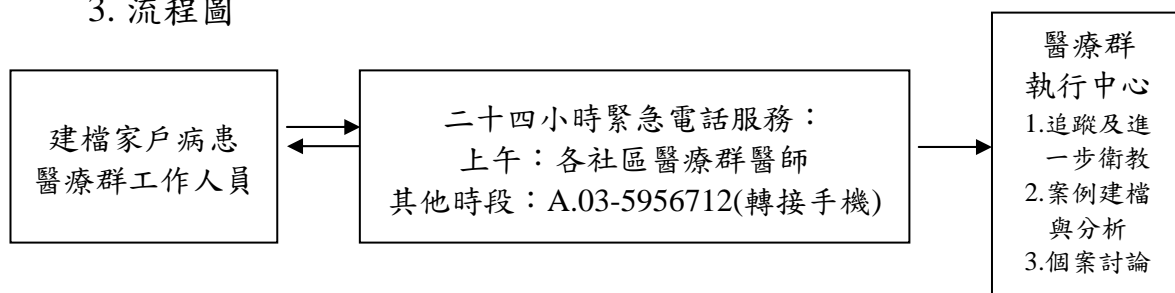 3. 流程圖
建檔家戶病患
醫療群工作人員
二十四小時緊急電話服務：
上午：各社區醫療群醫師
其他時段：A.03-5956712(轉接手機)
醫療群
執行中心
1.追蹤及進
一步衛教
2.案例建檔
與分析
3.個案討論